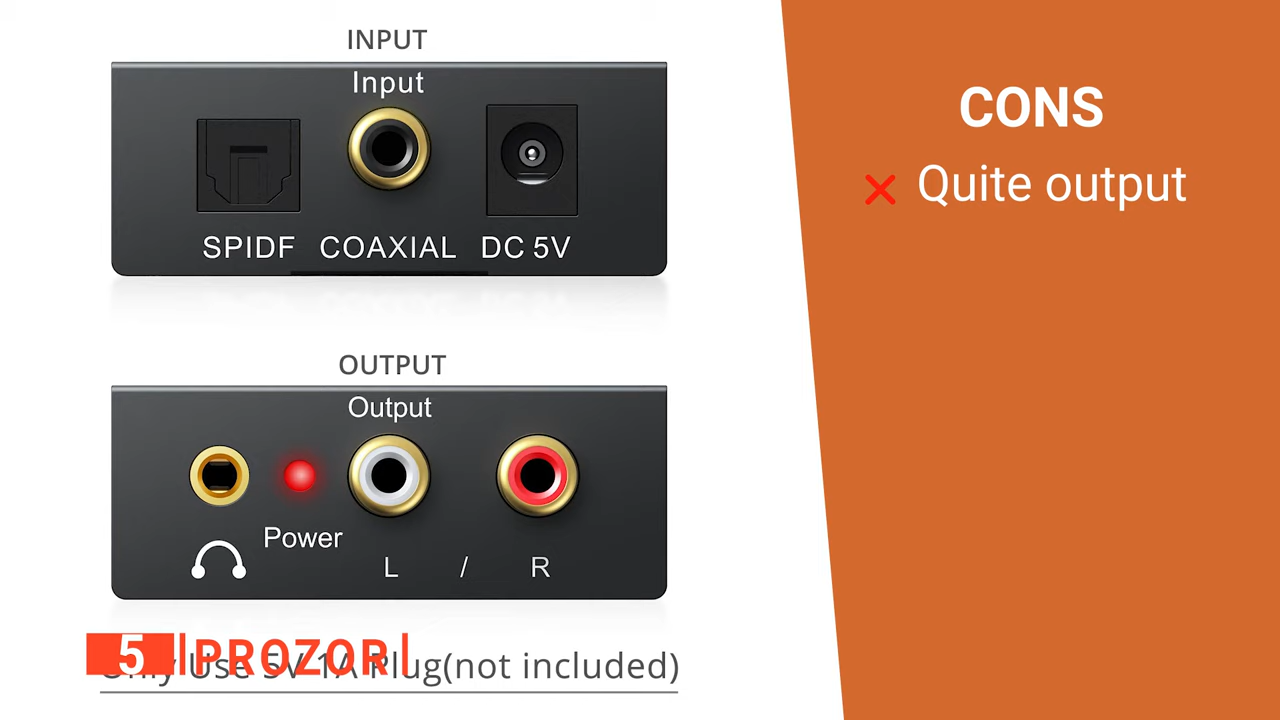 INPUT
Input
SPIDF COAXIAL DC 5V
OUTPUT
Output
Power
L / R
5 PROZOR
Use 5V 1A Plug(not included)
CONS
Quite output